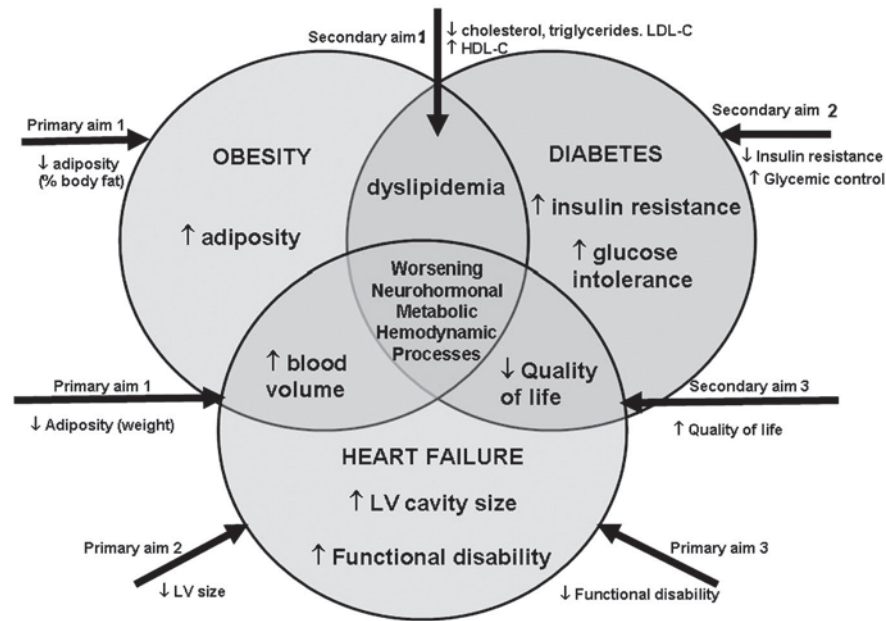 Secondary aim 1
↓ cholesterol, triglycerides. LDL-C
↑ HDL-C
Primary aim 1
↓ adiposity
(% body fat)
Secondary aim 2
↓ Insulin resistance
↑ Glycemic control
OBESITY
↑ adiposity
dyslipidemia
DIABETES
↑ insulin resistance
↑ glucose
intolerance
Worsening
Neurohormonal
Metabolic
Hemodynamic
Processes
↑ blood
volume
↓ Quality
of life
Primary aim 1
↓ Adiposity (weight)
Secondary aim 3
↑ Quality of life
HEART FAILURE
↑ LV cavity size
↑ Functional disability
Primary aim 2
↓ LV size
Primary aim 3
↓ Functional disability